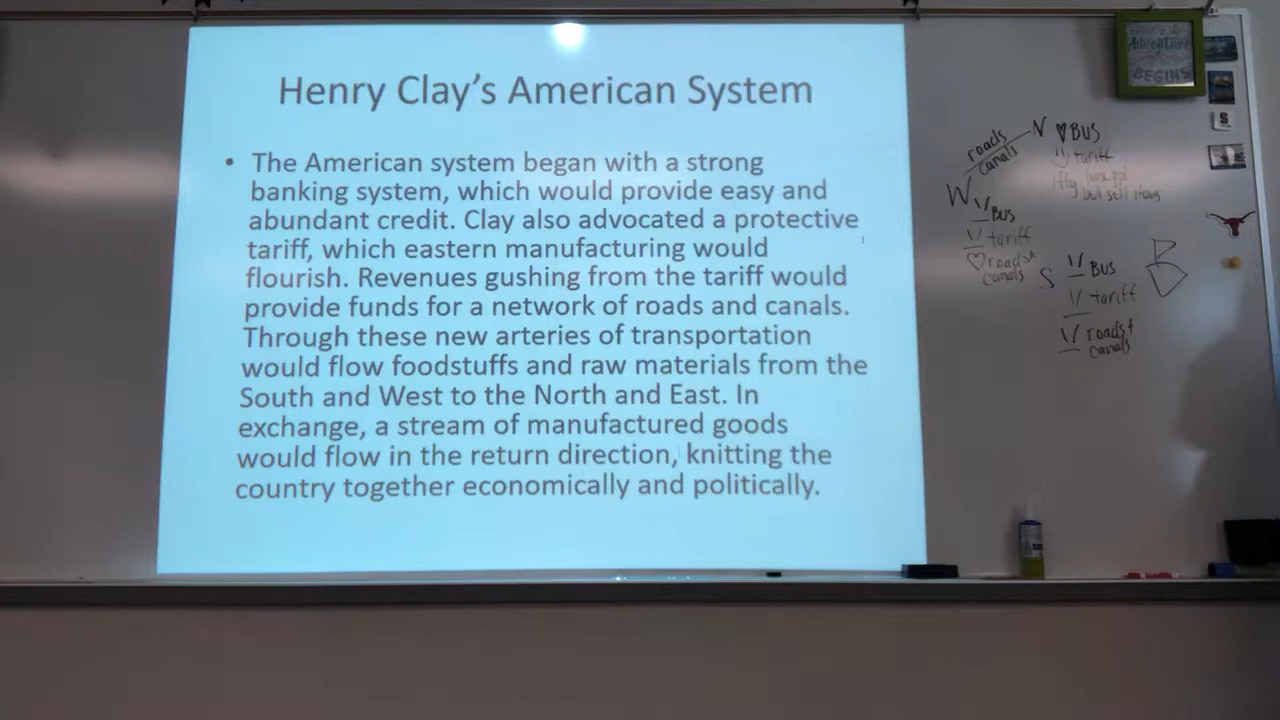 Henry Clay's American System
• The American system began with a strong
banking system, which would provide easy and
abundant credit. Clay also advocated a protective
tariff, which eastern manufacturing would
flourish. Revenues gushing from the tariff would
provide funds for a network of roads and canals.
Through these new arteries of transportation
would flow foodstuffs and raw materials from the
South and West to the North and East. In
exchange, a stream of manufactured goods
would flow in the return direction, knitting the
country together economically and politically.
roads
canals
N ♡ BUS
tariff
but still
W
BUS
tariff
♡ roads+
canals
S
BUS
tariff
roads+
canals
B
Adventure
BEGINS
S